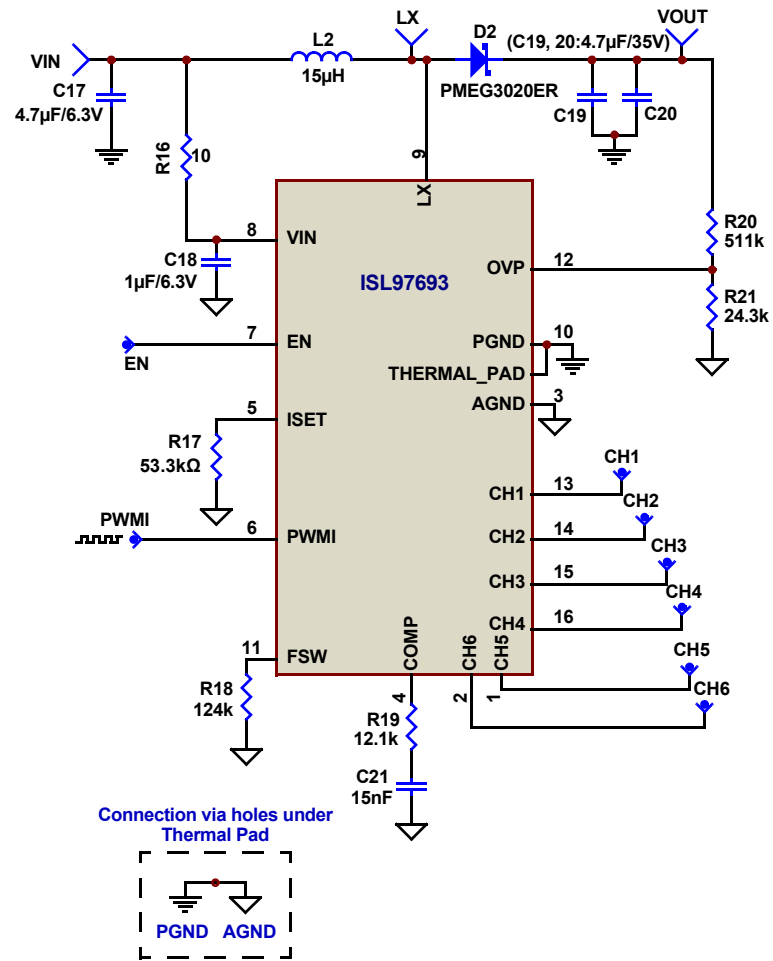 LX
VOUT
VIN
L2
15µH
D2
(C19, 20:4.7µF/35V)
PMEG3020ER
C17
4.7µF/6.3V
C19
C20
R16
10
9
LX
8
VIN
C18
1µF/6.3V
ISL97693
R20
511k
OVP
12
R21
24.3k
7
EN
EN
PGND
10
THERMAL_PAD
AGND
3
5
ISET
R17
53.3kΩ
CH1
CH1
13
CH2
PWMI
6
PWMI
CH2
14
CH3
CH3
15
CH4
CH4
16
11
FSW
COMP
CH6
CH5
CH5
R18
124k
4
2
1
CH6
R19
12.1k
C21
15nF
Connection via holes under
Thermal Pad
PGND
AGND